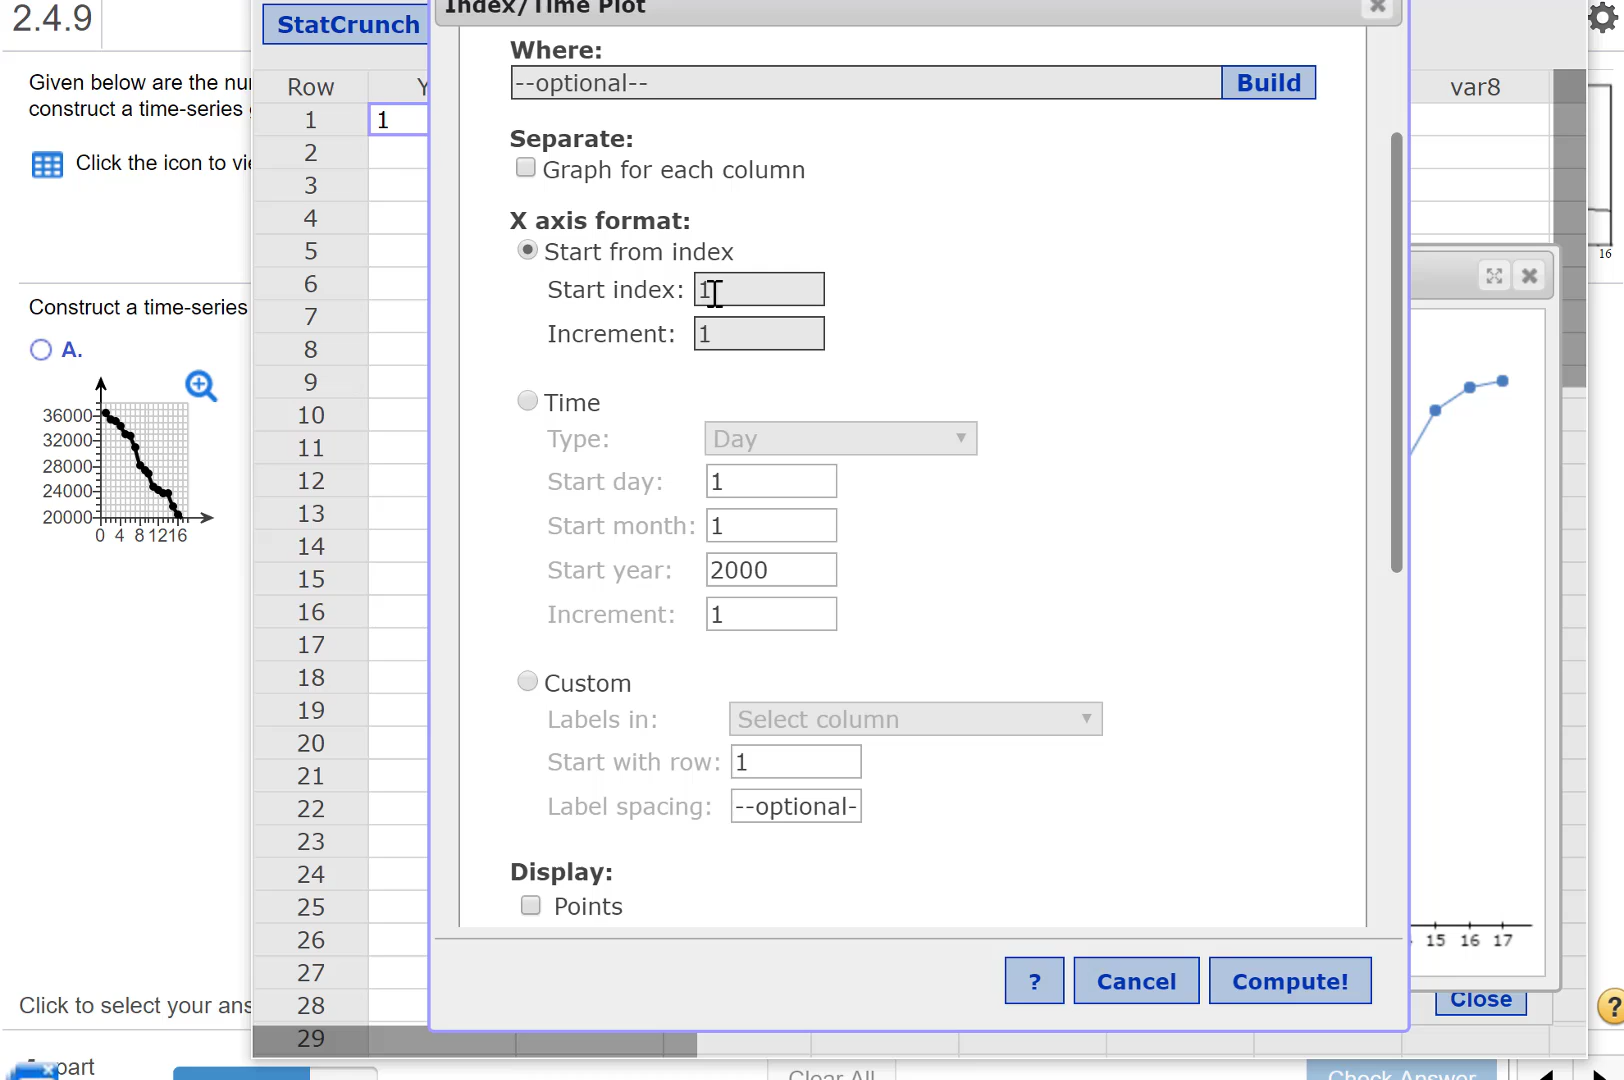 2.4.9
StatCrunch
Index/Time Plot
Given below are the
construct a time-series
Click the icon to
Construct a time-series
A.
36000
32000
28000
24000
20000
0 4 8 12 16
Click to select your
part
Row
Y
var8
1
1
2
3
4
5
6
7
8
9
10
11
12
13
14
15
16
17
18
19
20
21
22
23
24
25
26
27
28
29
Where:
--optional--
Build
Separate:
Graph for each column
X axis format:
Start from index
Start index: 1
Increment: 1
Time
Type: Day
Start day: 1
Start month: 1
Start year: 2000
Increment: 1
Custom
Labels in: Select column
Start with row: 1
Label spacing: --optional-
Display:
Points
? Cancel Compute!
16
15 16 17
Close
?
Clear All
Check Answer